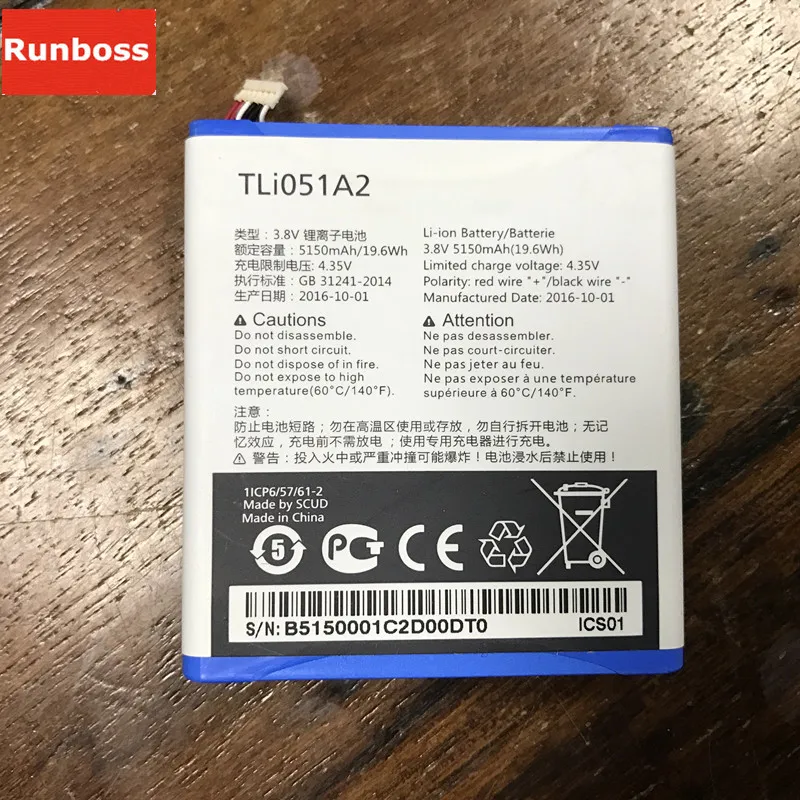 Runboss
TLi051A2
类型: 3.8V 锂离子电池
额定容量: 5150mAh/19.6Wh
充电限制电压: 4.35V
执行标准: GB 31241-2014
生产日期: 2016-10-01
Li-ion Battery/Batterie
3.8V 5150mAh(19.6Wh)
Limited charge voltage: 4.35V
Polarity: red wire "+"/black wire "-"
Manufactured Date: 2016-10-01
Cautions
Do not disassemble.
Do not short circuit.
Do not dispose of in fire.
Do not expose to high
temperature(60°C/140°F).
Attention
Ne pas desassembler.
Ne pas court-circuiter.
Ne pas jeter au feu.
Ne pas exposer à une température
supérieure à 60°C/140°F.
注意:
防止电池短路; 勿在高温区使用或存放, 勿自行拆开电池; 无记
忆效应, 充电前不需放电; 使用专用充电器进行充电。
警告: 投入火中或严重冲撞可能爆炸! 电池浸水后禁止使用!
1ICP6/57/61-2
Made by SCUD
Made in China
5 PCT CE
S/N: B5150001C2D00DT0
ICS01